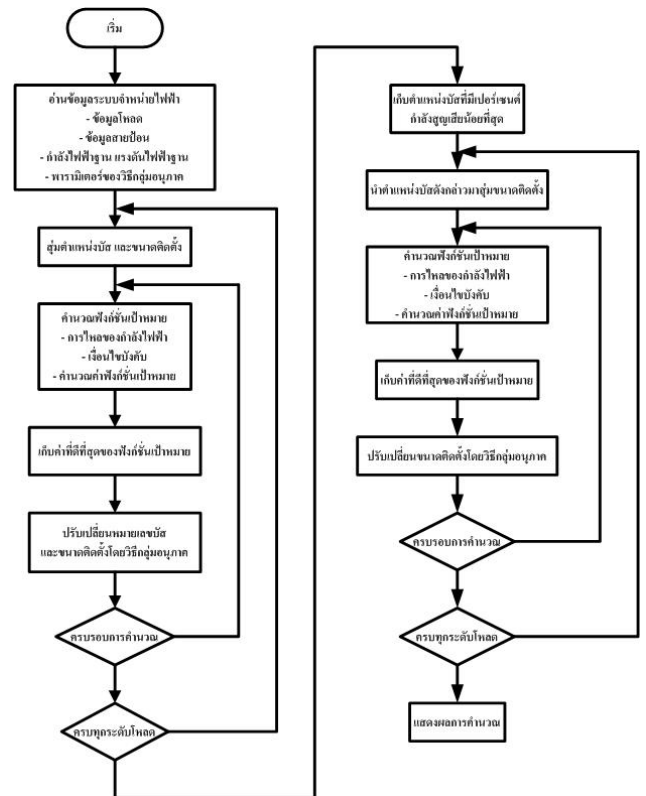 เริ่ม
อ่านข้อมูลระบบจำหน่ายไฟฟ้า
- ข้อมูลโหลด
- ข้อมูลสายป้อน
- กำลังไฟฟ้าฐาน แรงดันไฟฟ้าฐาน
- พารามิเตอร์ของวิธีกลุ่มอนุภาค
สุ่มตำแหน่งบัส และขนาดติดตั้ง
คำนวณฟังก์ชั่นเป้าหมาย
- การไหลของกำลังไฟฟ้า
- เงื่อนไขบังคับ
- คำนวณค่าฟังก์ชั่นเป้าหมาย
เก็บค่าที่ดีที่สุดของฟังก์ชั่นเป้าหมาย
ปรับเปลี่ยนหมายเลขบัส
และขนาดติดตั้งโดยวิธีกลุ่มอนุภาค
ครบรอบการคำนวณ
ครบทุกระดับโหลด
เก็บตำแหน่งบัสที่มีเปอร์เซนต์
กำลังสูญเสียน้อยที่สุด
นำตำแหน่งบัสดังกล่าวมาสุ่มขนาดติดตั้ง
คำนวณฟังก์ชั่นเป้าหมาย
- การไหลของกำลังไฟฟ้า
- เงื่อนไขบังคับ
- คำนวณค่าฟังก์ชั่นเป้าหมาย
เก็บค่าที่ดีที่สุดของฟังก์ชั่นเป้าหมาย
ปรับเปลี่ยนขนาดติดตั้งโดยวิธีกลุ่มอนุภาค
ครบรอบการคำนวณ
ครบทุกระดับโหลด
แสดงผลการคำนวณ